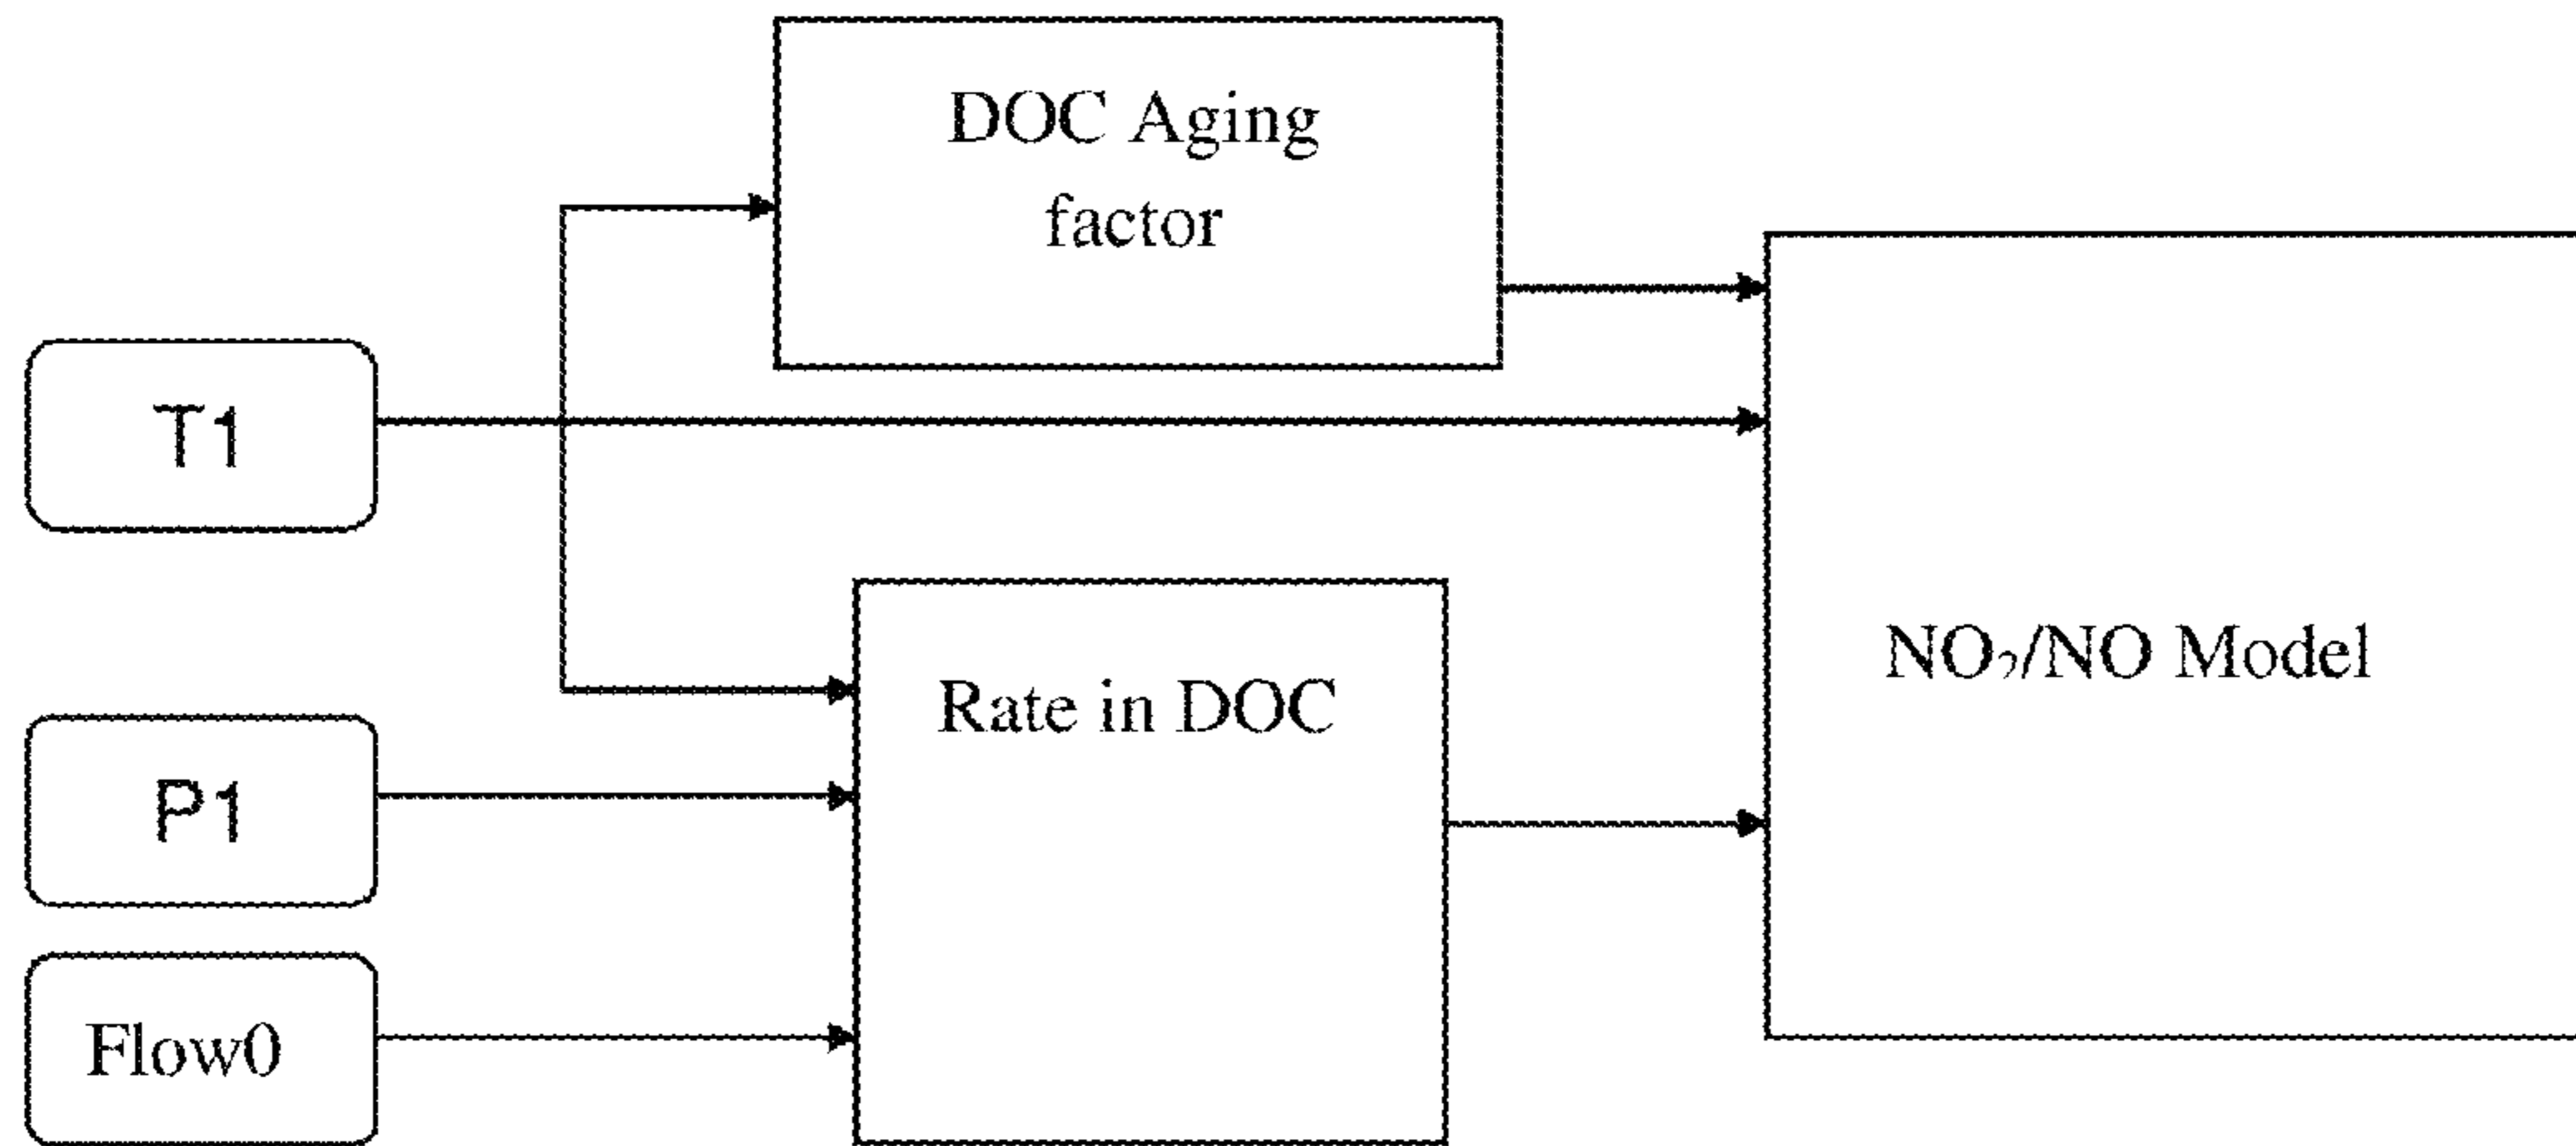 DOC Aging
factor
T1
NO₂/NO Model
Rate in DOC
P1
Flow0